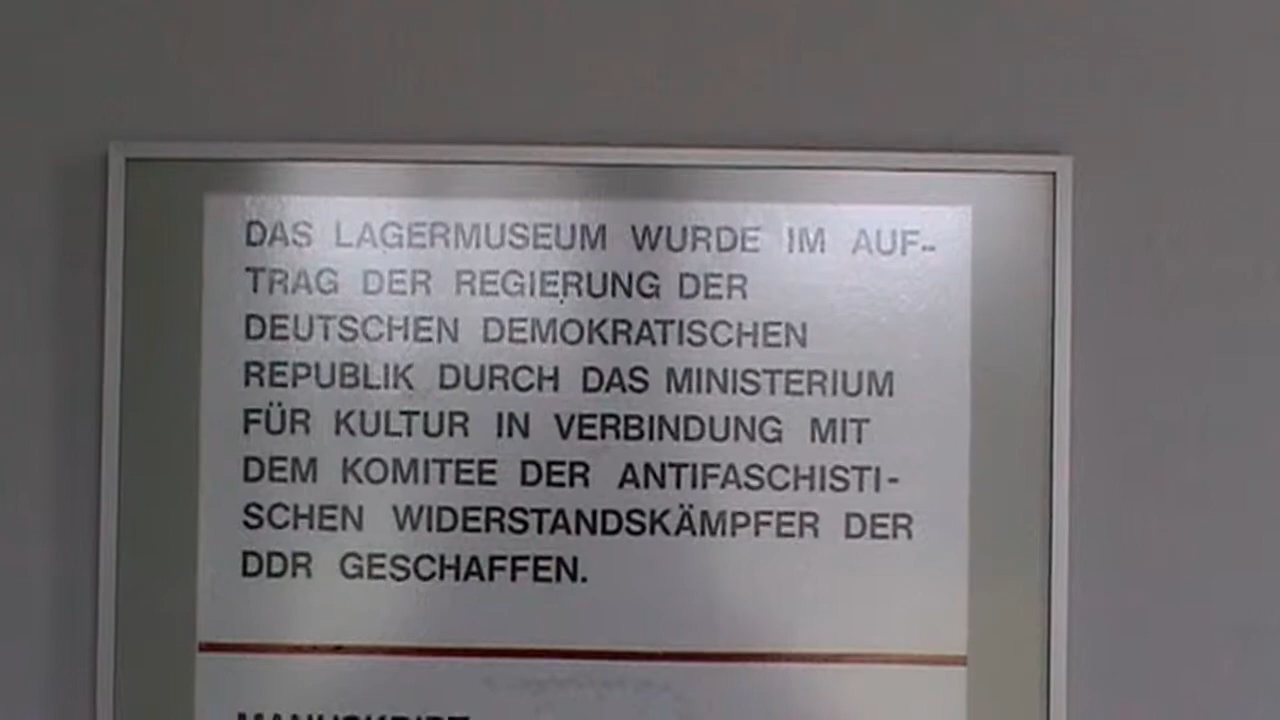 DAS LAGERMUSEUM WURDE IM AUF-
TRAG DER REGIERUNG DER
DEUTSCHEN DEMOKRATISCHEN
REPUBLIK DURCH DAS MINISTERIUM
FÜR KULTUR IN VERBINDUNG MIT
DEM KOMITEE DER ANTIFASCHISTI-
SCHEN WIDERSTANDSKÄMPFER DER
DDR GESCHAFFEN.
MANUSKRIPT